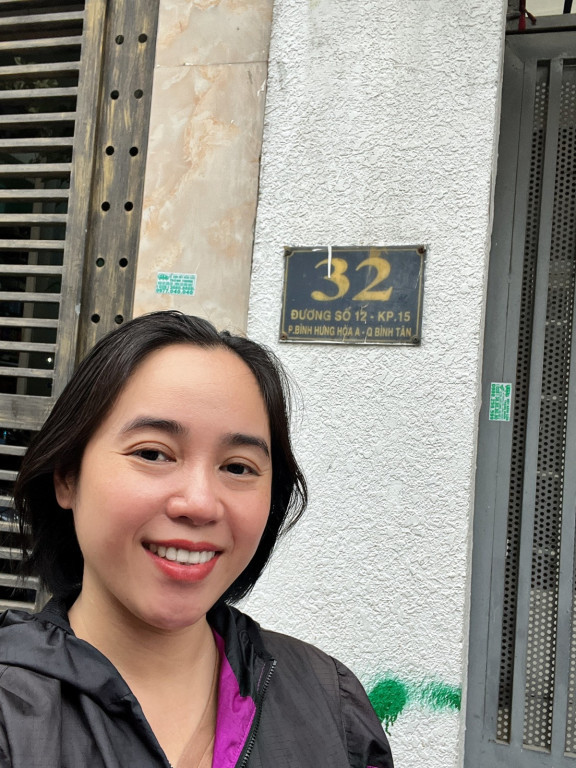 32
ĐƯỜNG SỐ 12 - KP.15
P.BÌNH HƯNG HÒA A - Q BÌNH TÂN